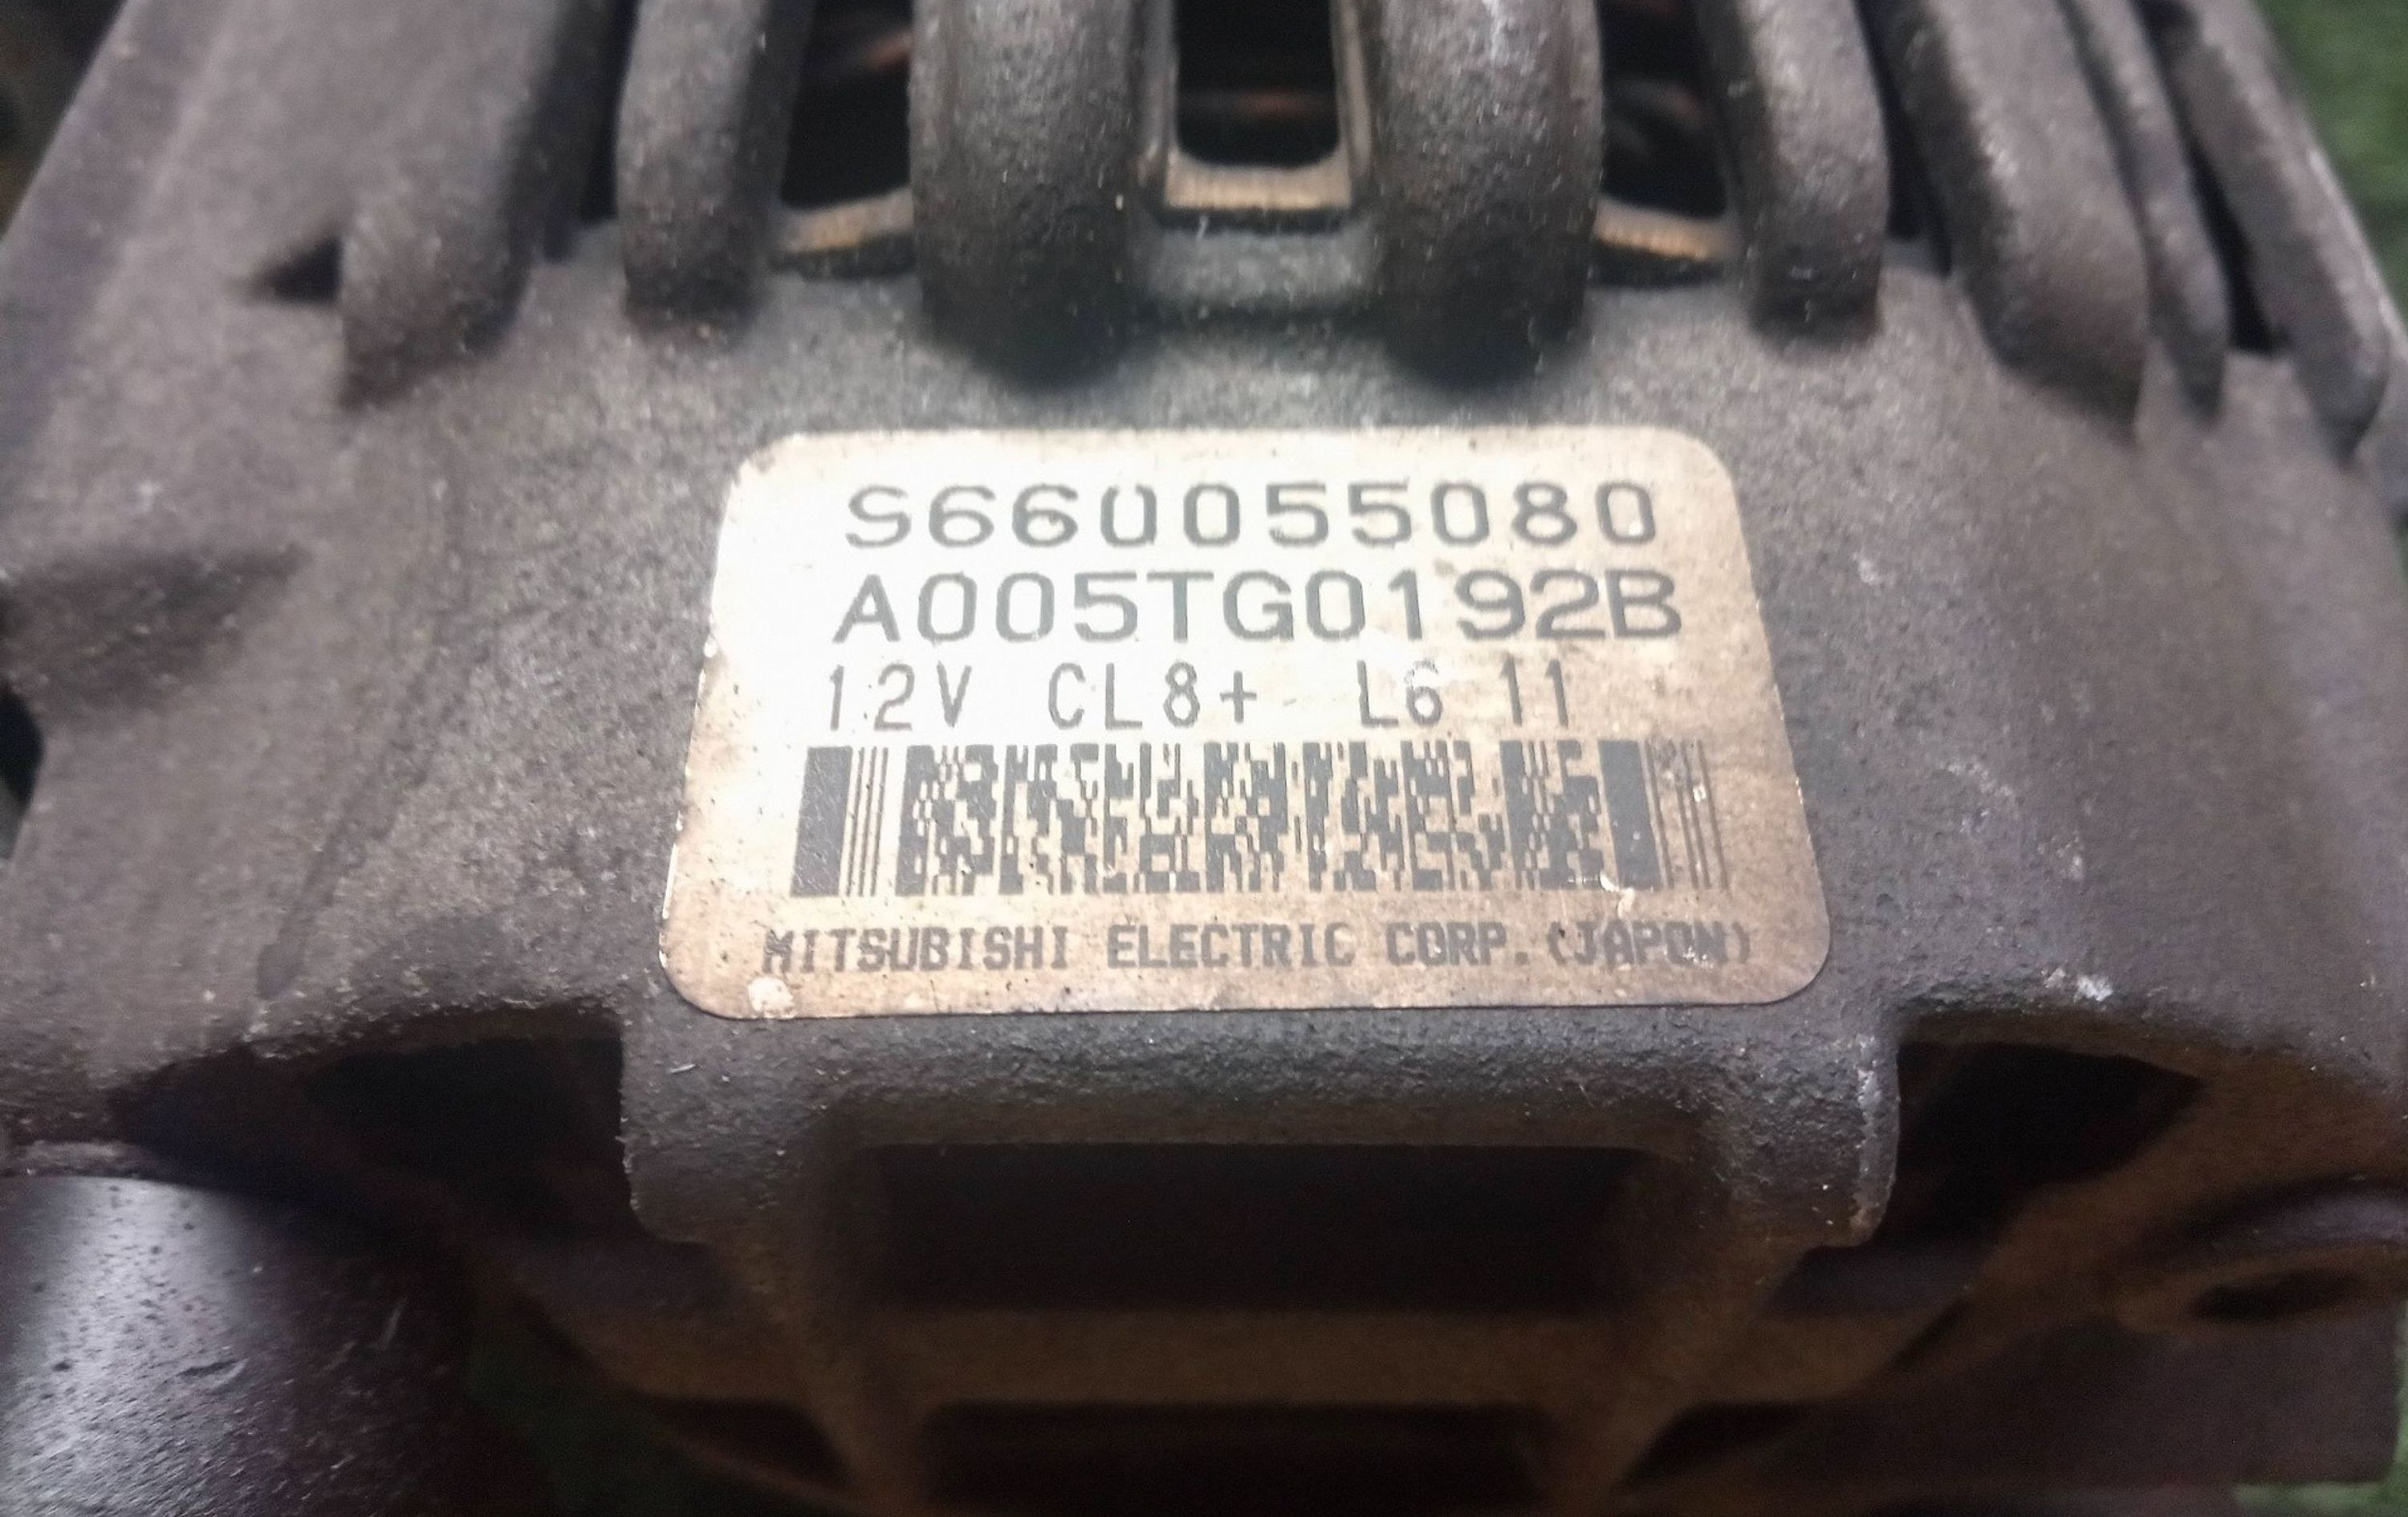 S660055080
A005TG0192B
12V CL8+ L6 11
MITSUBISHI ELECTRIC CORP. (JAPON)